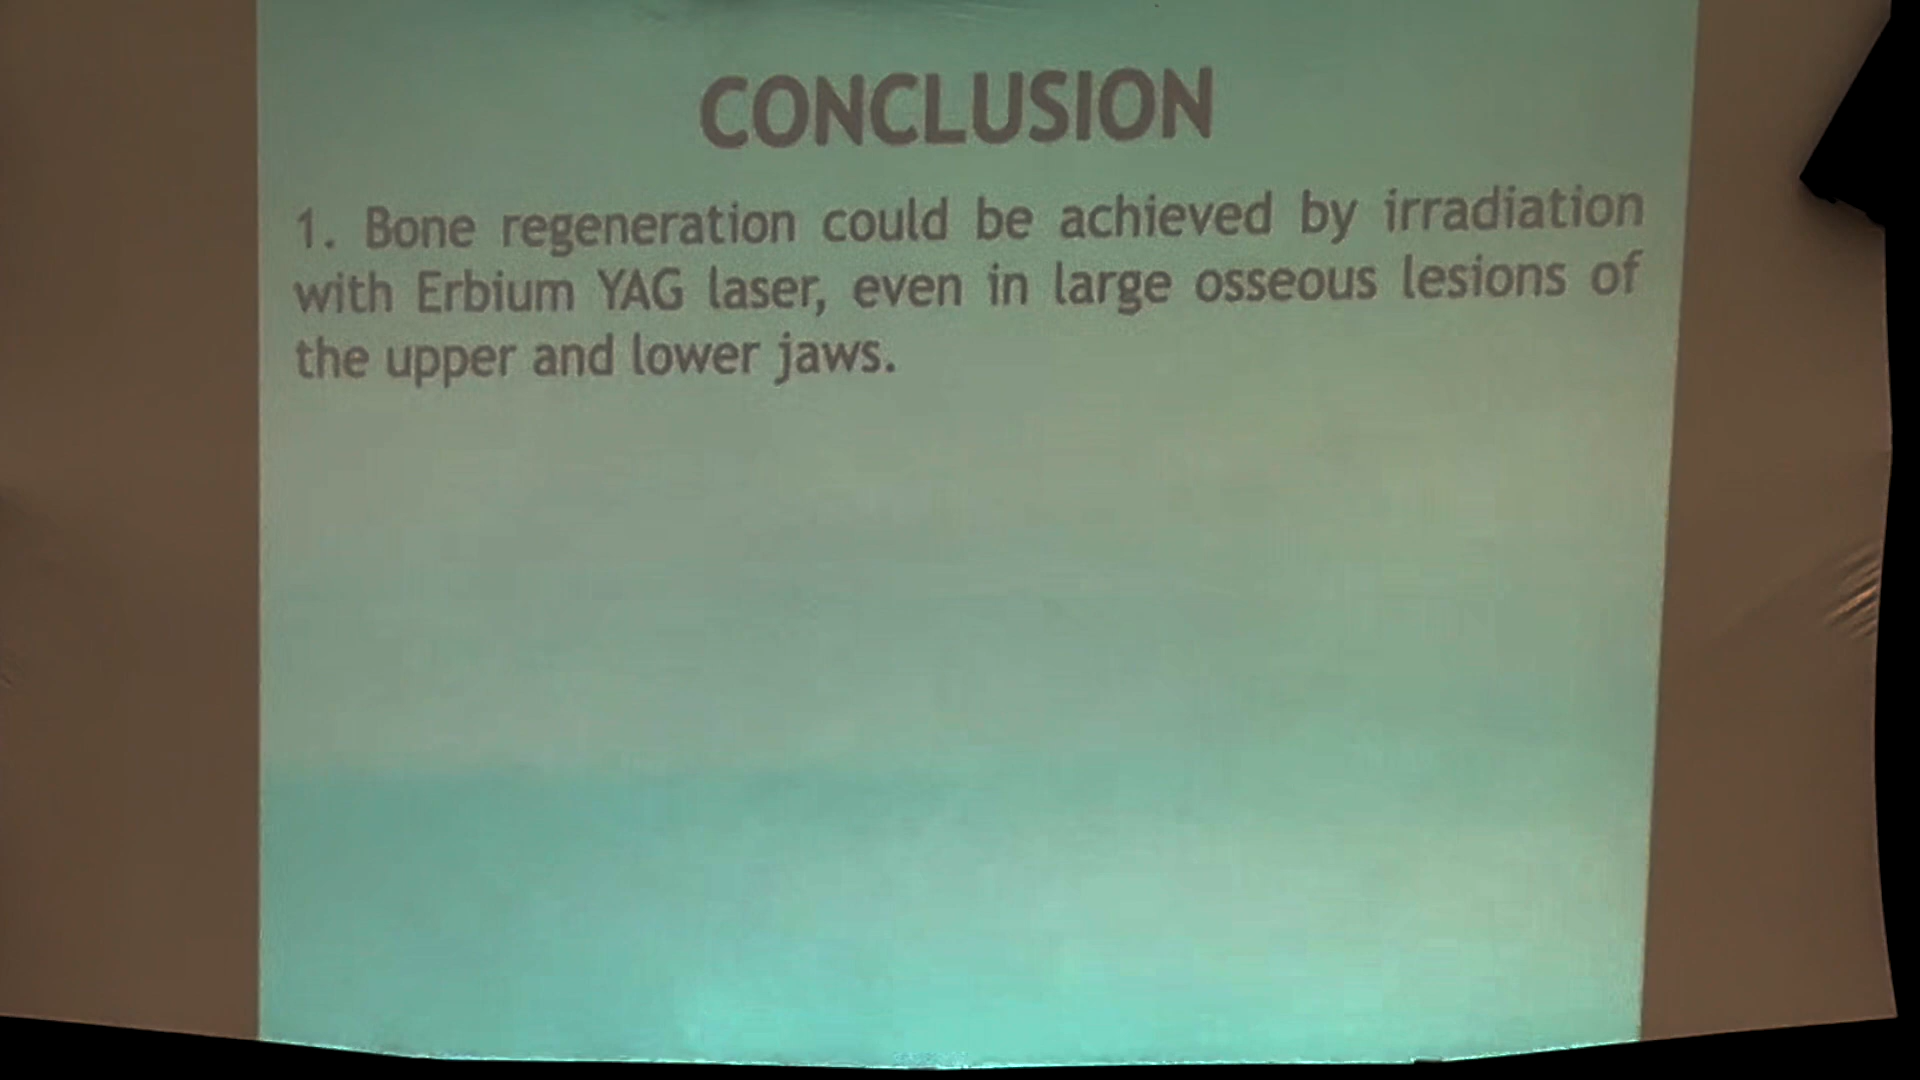 CONCLUSION
1. Bone regeneration could be achieved by irradiation
with Erbium YAG laser, even in large osseous lesions of
the upper and lower jaws.